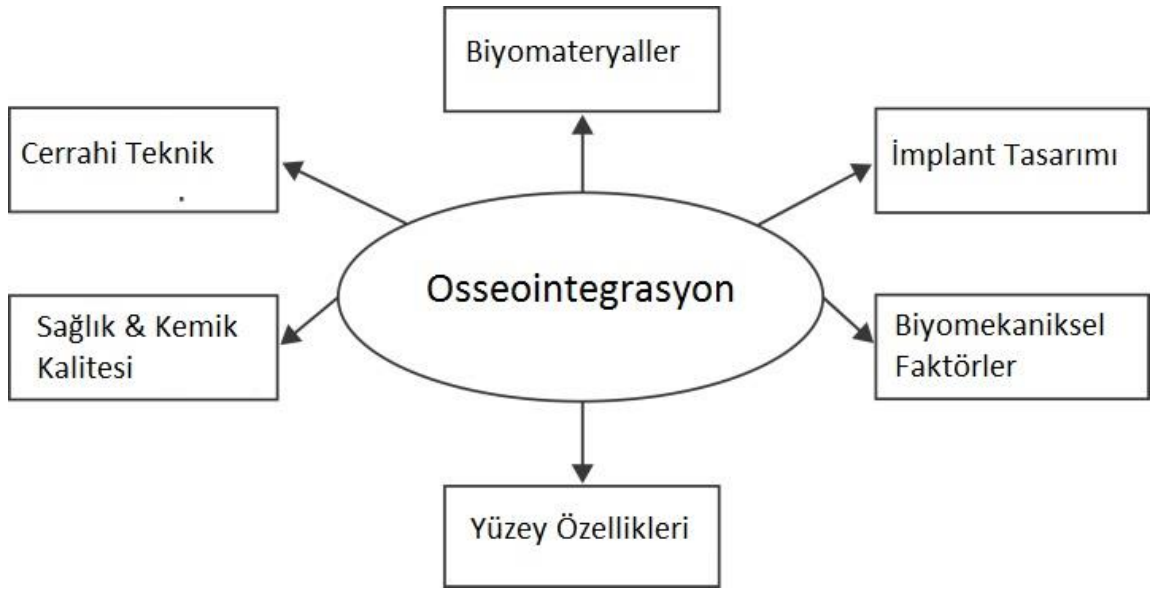 Biyomateryaller
Cerrahi Teknik
.
İmplant Tasarımı
Osseointegrasyon
Sağlık & Kemik
Kalitesi
Biyomekaniksel
Faktörler
Yüzey Özellikleri